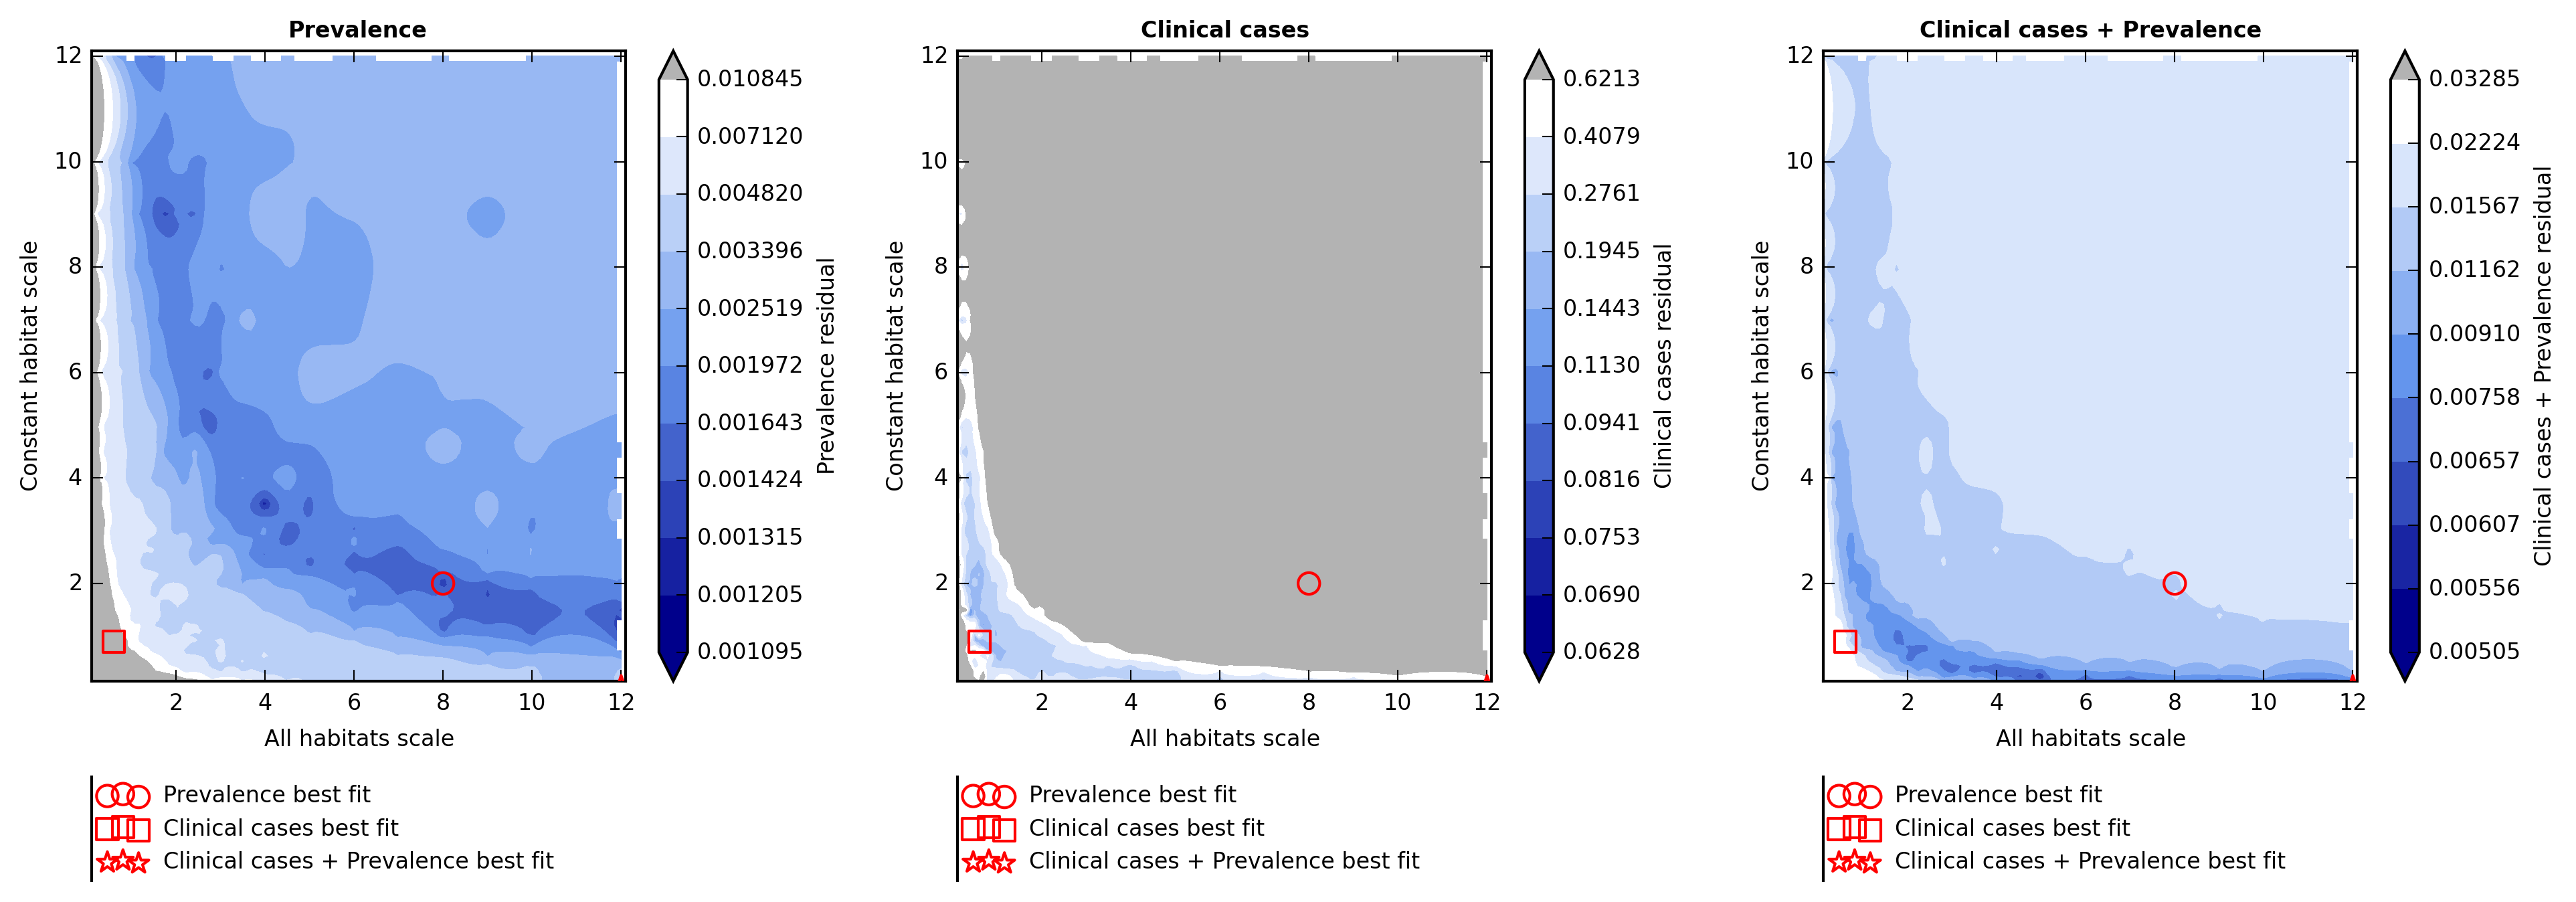 Prevalence
12
10
8
6
4
2
2 4 6 8 10 12
Constant habitat scale
All habitats scale
0.010845
0.007120
0.004820
0.003396
0.002519
0.001972
0.001643
0.001424
0.001315
0.001205
0.001095
Prevalence residual
Prevalence best fit
Clinical cases best fit
Clinical cases + Prevalence best fit
Clinical cases
12
10
8
6
4
2
2 4 6 8 10 12
Constant habitat scale
All habitats scale
0.6213
0.4079
0.2761
0.1945
0.1443
0.1130
0.0941
0.0816
0.0753
0.0690
0.0628
Clinical cases residual
Prevalence best fit
Clinical cases best fit
Clinical cases + Prevalence best fit
Clinical cases + Prevalence
12
10
8
6
4
2
2 4 6 8 10 12
Constant habitat scale
All habitats scale
0.03285
0.02224
0.01567
0.01162
0.00910
0.00758
0.00657
0.00607
0.00556
0.00505
Clinical cases + Prevalence residual
Prevalence best fit
Clinical cases best fit
Clinical cases + Prevalence best fit